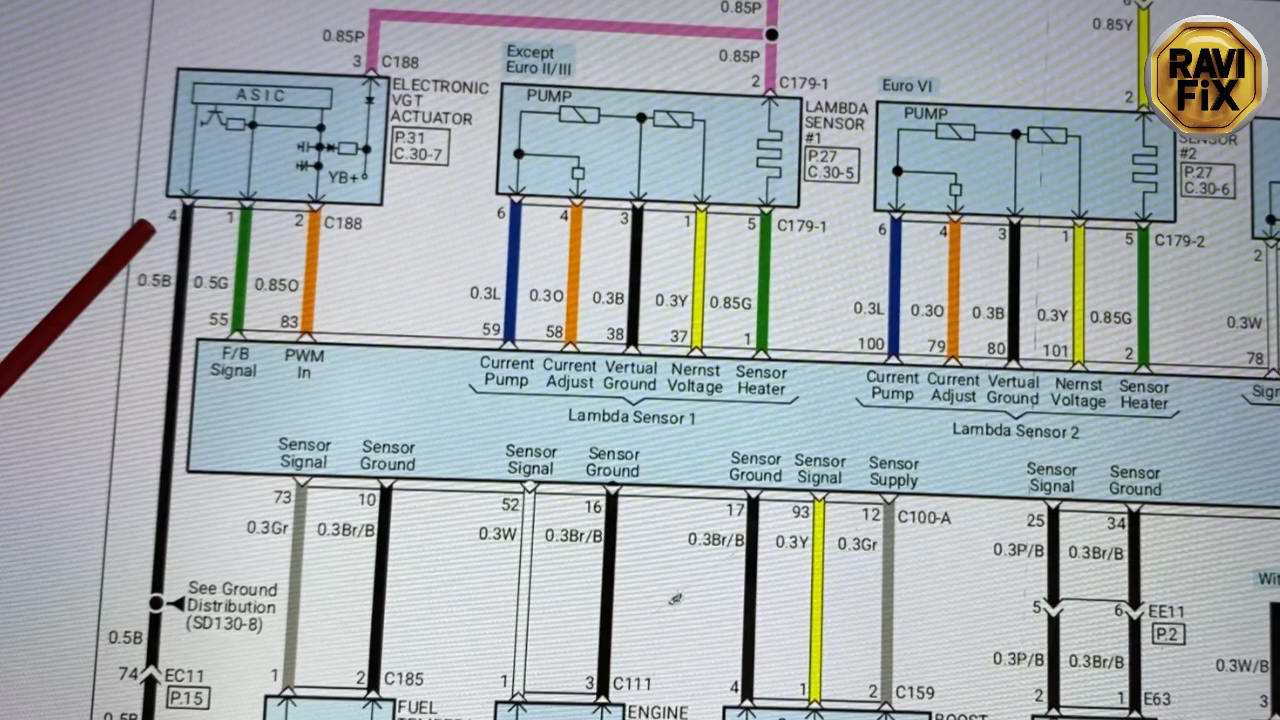 0.85P
0.85P
3
C188
Except
Euro II/III
0.85P
2
C179-1
Euro VI
0.85Y
2
RAVI
FiX
ASIC
YB+
ELECTRONIC
VGT
ACTUATOR
P.31
C.30-7
PUMP
LAMBDA
SENSOR
#1
P.27
C.30-5
PUMP
SENSOR
#2
P.27
C.30-6
4
1
2
C188
6
4
3
1
5
C179-1
6
4
3
1
5
C179-2
2
0.5B
0.5G
0.85O
0.3L
0.3O
0.3B
0.3Y
0.85G
0.3L
0.3O
0.3B
0.3Y
0.85G
0.3W
55
83
59
58
38
37
1
100
79
80
101
2
78
F/B
Signal
PWM
In
Current
Pump
Current
Adjust
Vertual
Ground
Nernst
Voltage
Sensor
Heater
Lambda Sensor 1
Current
Pump
Current
Adjust
Vertual
Ground
Nernst
Voltage
Sensor
Heater
Lambda Sensor 2
Sign
Sensor
Signal
Sensor
Ground
Sensor
Signal
Sensor
Ground
Sensor
Ground
Sensor
Signal
Sensor
Supply
Sensor
Signal
Sensor
Ground
73
10
52
16
17
93
12
C100-A
25
34
0.3Gr
0.3Br/B
0.3W
0.3Br/B
0.3Br/B
0.3Y
0.3Gr
0.3P/B
0.3Br/B
See Ground
Distribution
(SD130-8)
5
6
EE11
P.2
Wit
0.5B
74
EC11
P.15
0.5B
0.3P/B
0.3Br/B
0.3W/B
1
2
C185
1
3
C111
4
1
2
C159
2
1
E63
3
FUEL
ENGINE
BOOST